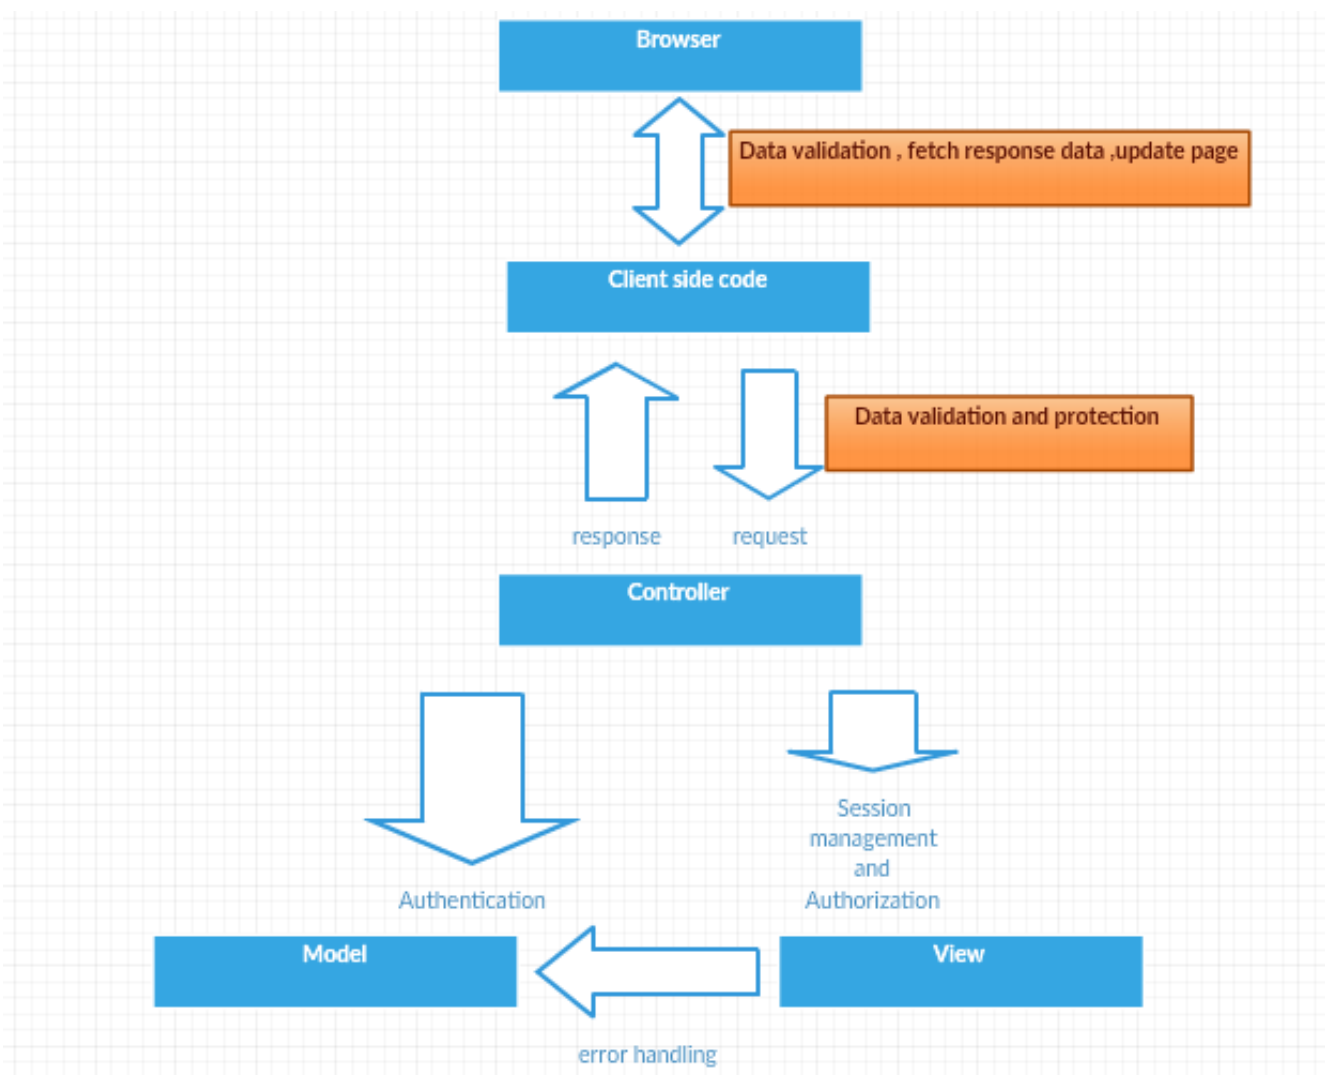 Browser
Data validation , fetch response data ,update page
Client side code
Data validation and protection
response
request
Controller
Session
management
and
Authorization
Authentication
Model
View
error handling